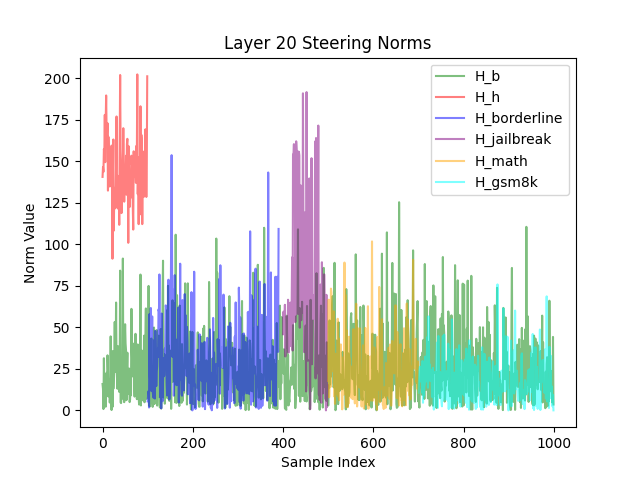 Layer 20 Steering Norms
Norm Value
200
175
150
125
100
75
50
25
0
H_b
H_h
H_borderline
H_jailbreak
H_math
H_gsm8k
0
200
400
600
800
1000
Sample Index